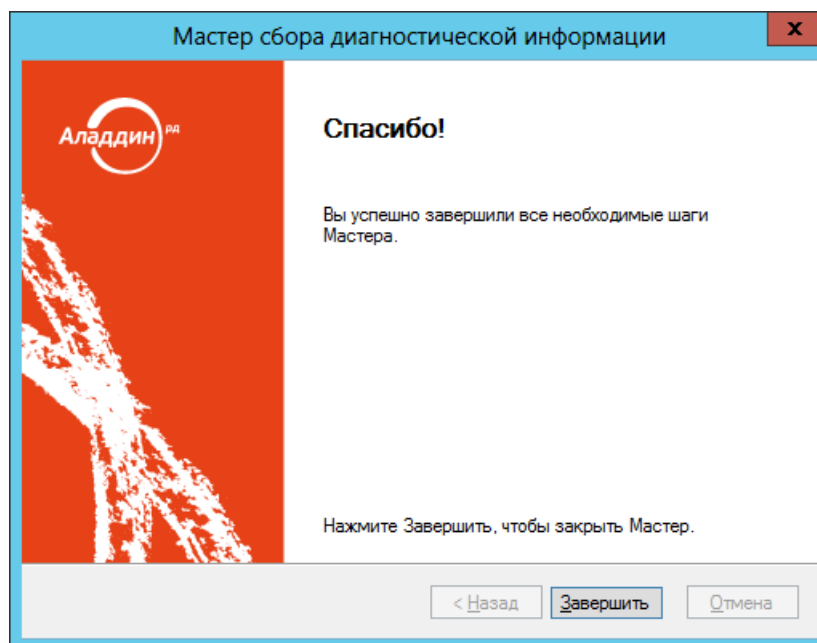 Мастер сбора диагностической информации
x
Аладдин РД
Спасибо!
Вы успешно завершили все необходимые шаги
Мастера.
Нажмите Завершить, чтобы закрыть Мастер.
< Назад Завершить Отмена